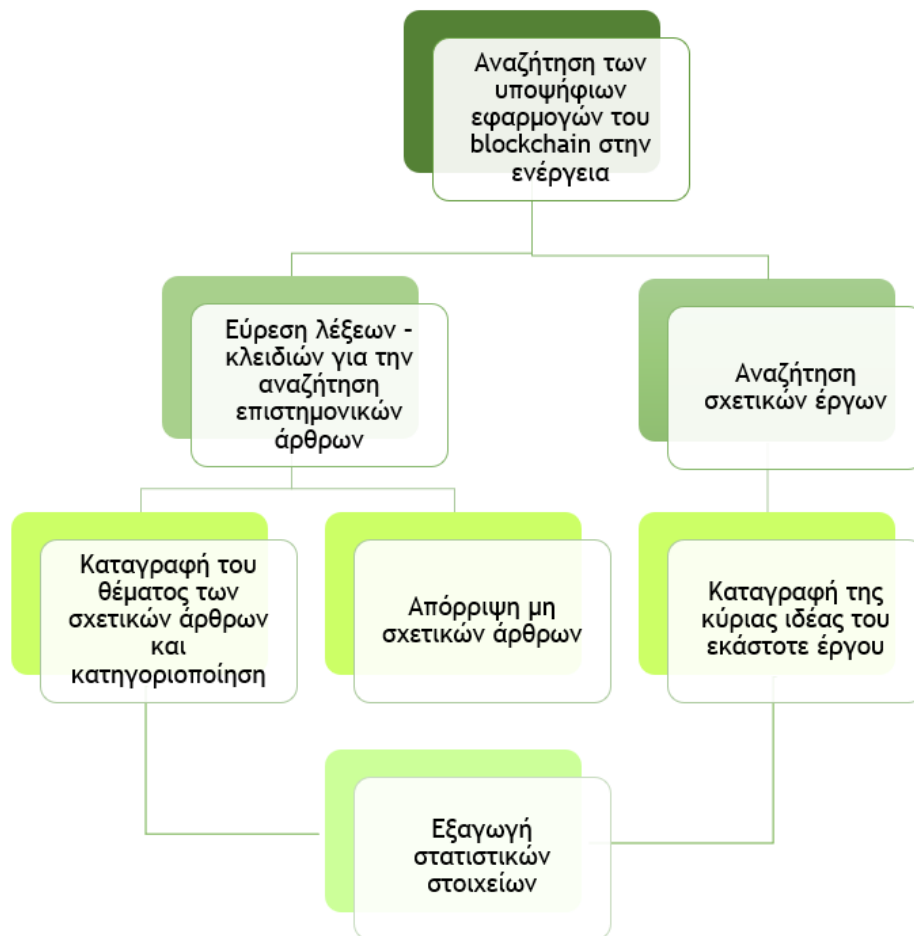 Αναζήτηση των
υποψήφιων
εφαρμογών του
blockchain στην
ενέργεια
Εύρεση λέξεων –
κλειδιών για την
αναζήτηση
επιστημονικών
άρθρων
Αναζήτηση
σχετικών έργων
Καταγραφή του
θέματος των
σχετικών άρθρων
και
κατηγοριοποίηση
Απόρριψη μη
σχετικών άρθρων
Καταγραφή της
κύριας ιδέας του
εκάστοτε έργου
Εξαγωγή
στατιστικών
στοιχείων